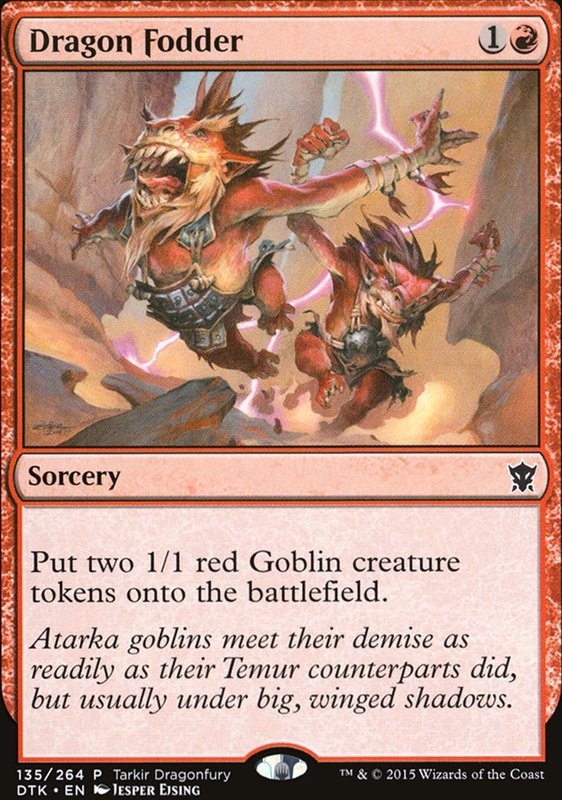 Dragon Fodder
1
Sorcery
Put two 1/1 red Goblin creature
tokens onto the battlefield.
Atarka goblins meet their demise as
readily as their Temur counterparts did,
but usually under big, winged shadows.
135/264 P Tarkir Dragonfury
DTK • EN Jesper Ejsing
™ & © 2015 Wizards of the Coast